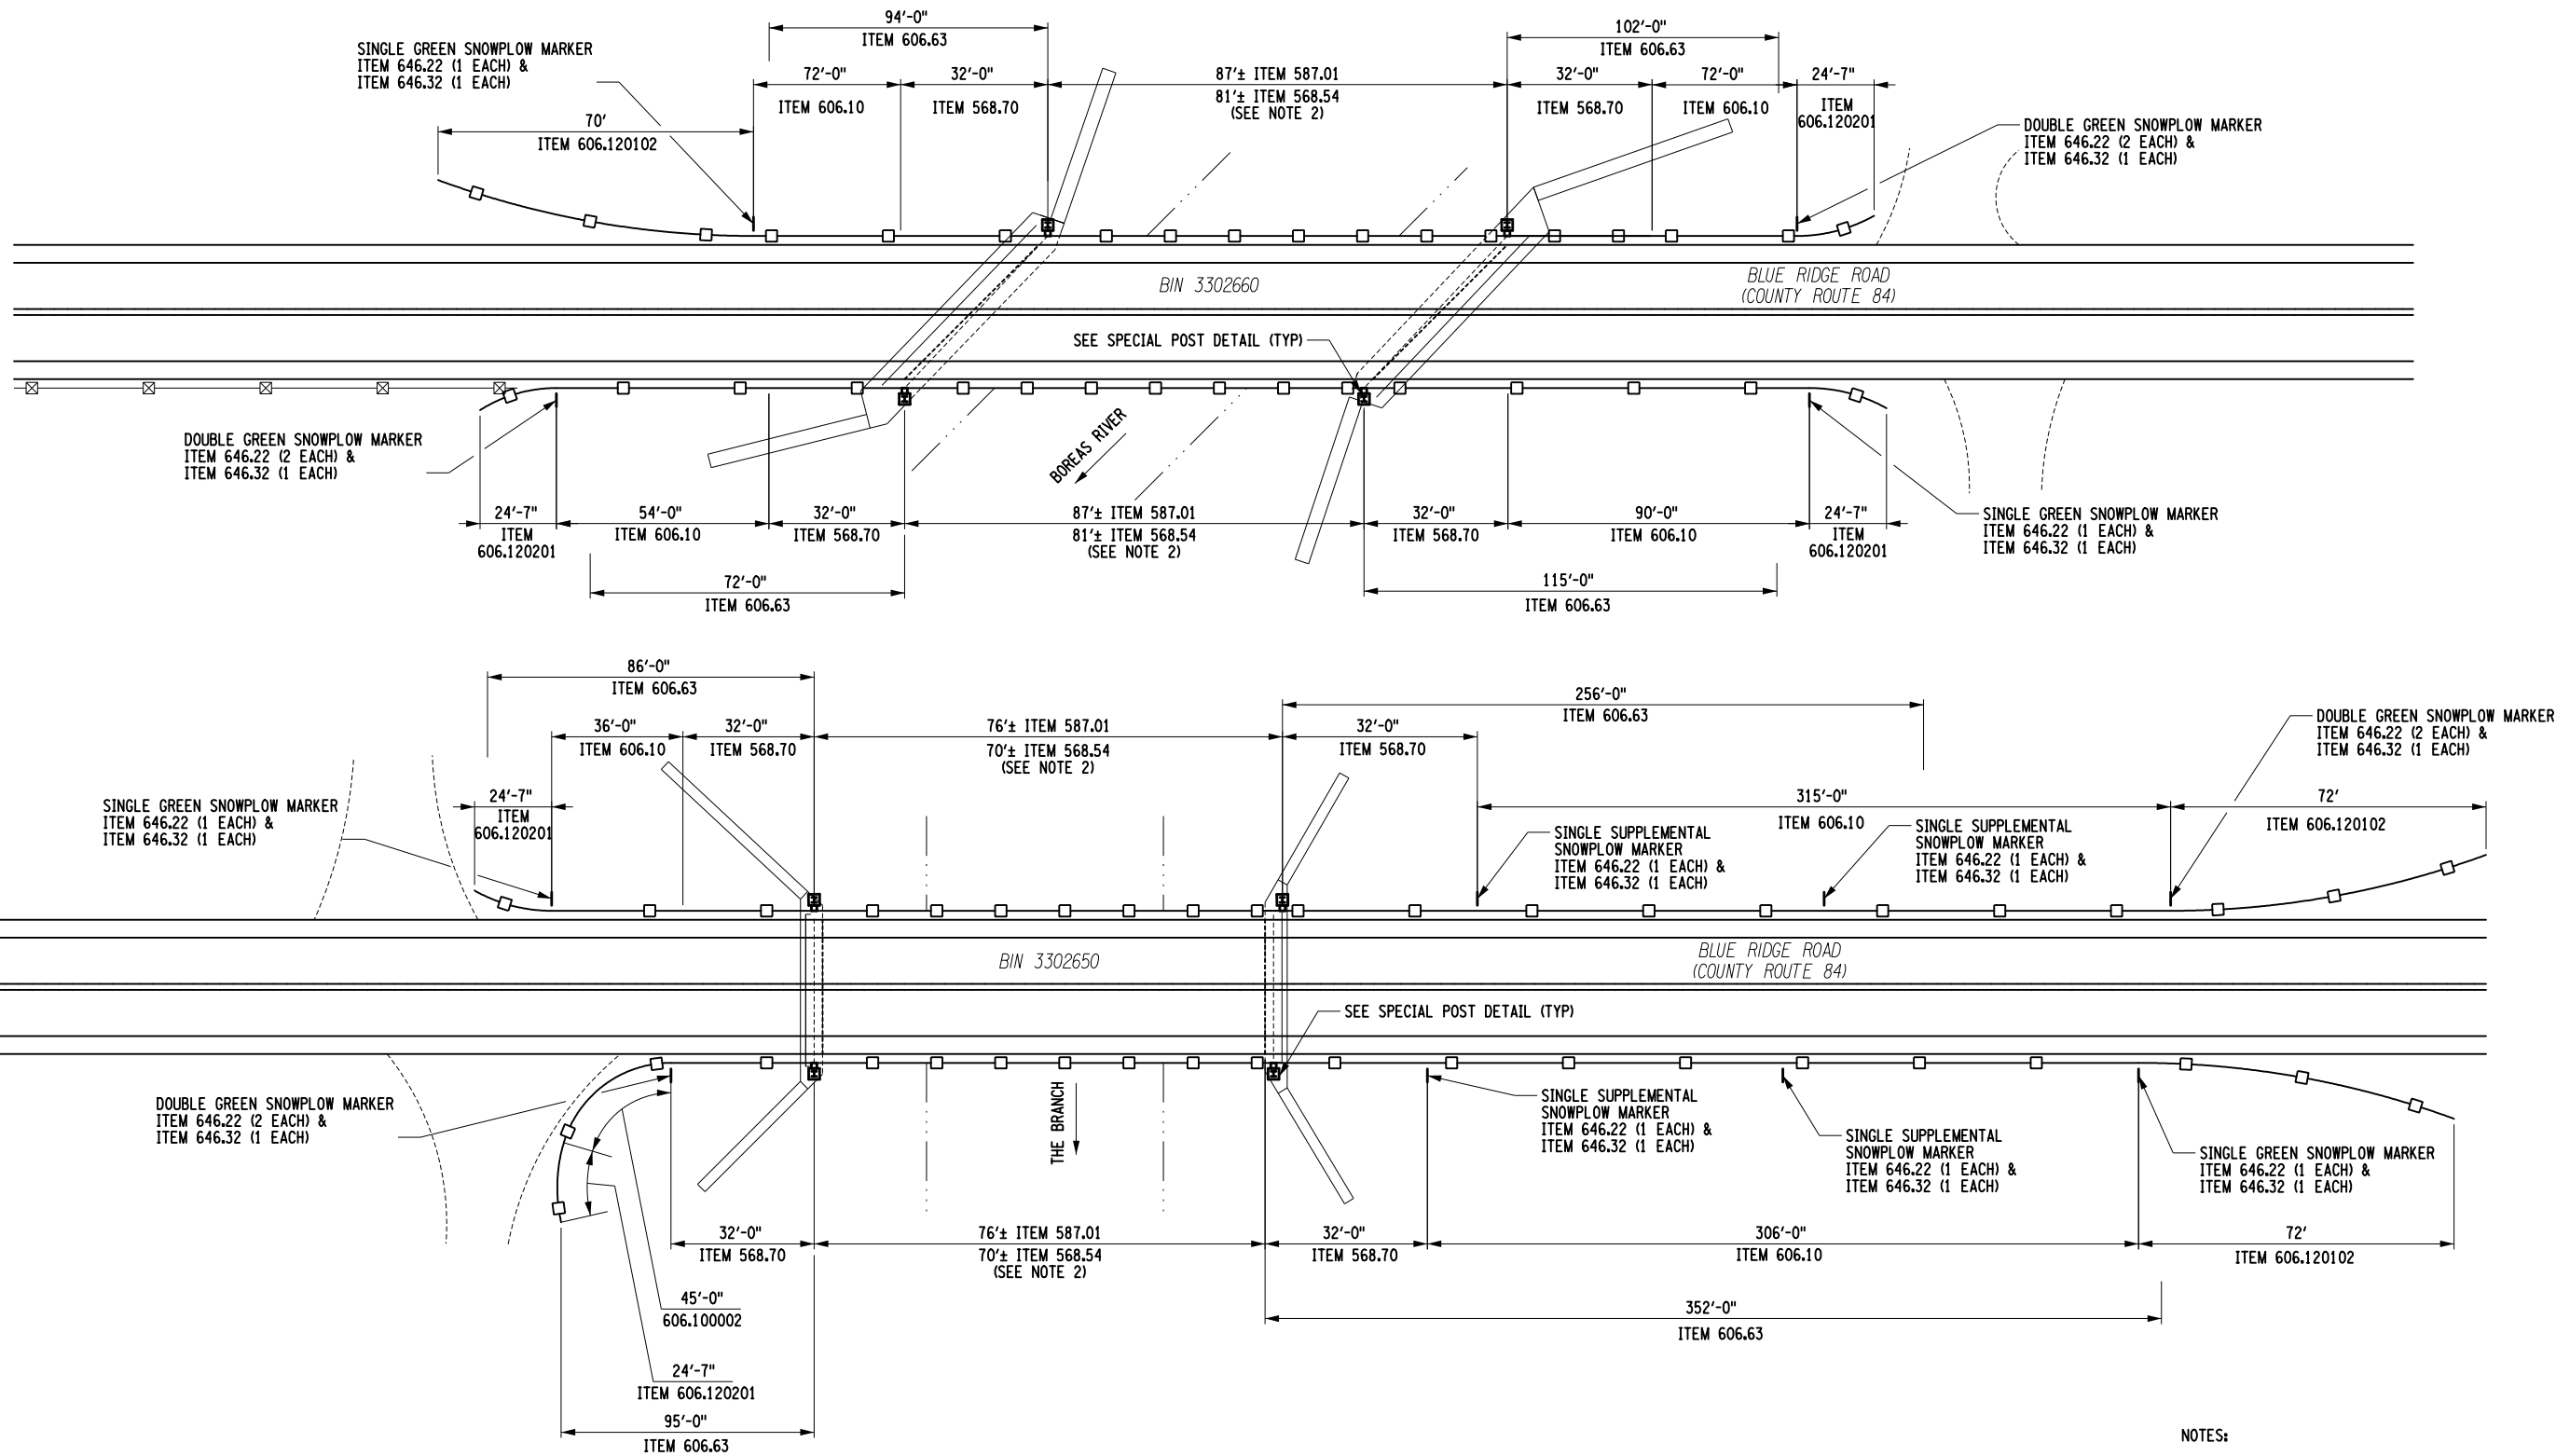 94'-0"
ITEM 606.63
SINGLE GREEN SNOWPLOW MARKER
ITEM 646.22 (1 EACH) &
ITEM 646.32 (1 EACH)
72'-0"
ITEM 606.10
32'-0"
ITEM 568.70
87'± ITEM 587.01
81'± ITEM 568.54
(SEE NOTE 2)
102'-0"
ITEM 606.63
32'-0"
ITEM 568.70
72'-0"
ITEM 606.10
24'-7"
ITEM
606.120201
70'
ITEM 606.120102
DOUBLE GREEN SNOWPLOW MARKER
ITEM 646.22 (2 EACH) &
ITEM 646.32 (1 EACH)
BIN 3302660
BLUE RIDGE ROAD
(COUNTY ROUTE 84)
SEE SPECIAL POST DETAIL (TYP)
DOUBLE GREEN SNOWPLOW MARKER
ITEM 646.22 (2 EACH) &
ITEM 646.32 (1 EACH)
BOREAS RIVER
24'-7"
ITEM
606.120201
54'-0"
ITEM 606.10
32'-0"
ITEM 568.70
87'± ITEM 587.01
81'± ITEM 568.54
(SEE NOTE 2)
32'-0"
ITEM 568.70
90'-0"
ITEM 606.10
24'-7"
ITEM
606.120201
SINGLE GREEN SNOWPLOW MARKER
ITEM 646.22 (1 EACH) &
ITEM 646.32 (1 EACH)
72'-0"
ITEM 606.63
115'-0"
ITEM 606.63
86'-0"
ITEM 606.63
36'-0"
ITEM 606.10
32'-0"
ITEM 568.70
76'± ITEM 587.01
70'± ITEM 568.54
(SEE NOTE 2)
256'-0"
ITEM 606.63
32'-0"
ITEM 568.70
DOUBLE GREEN SNOWPLOW MARKER
ITEM 646.22 (2 EACH) &
ITEM 646.32 (1 EACH)
SINGLE GREEN SNOWPLOW MARKER
ITEM 646.22 (1 EACH) &
ITEM 646.32 (1 EACH)
24'-7"
ITEM
606.120201
315'-0"
ITEM 606.10
72'
ITEM 606.120102
SINGLE SUPPLEMENTAL
SNOWPLOW MARKER
ITEM 646.22 (1 EACH) &
ITEM 646.32 (1 EACH)
SINGLE SUPPLEMENTAL
SNOWPLOW MARKER
ITEM 646.22 (1 EACH) &
ITEM 646.32 (1 EACH)
BIN 3302650
BLUE RIDGE ROAD
(COUNTY ROUTE 84)
SEE SPECIAL POST DETAIL (TYP)
DOUBLE GREEN SNOWPLOW MARKER
ITEM 646.22 (2 EACH) &
ITEM 646.32 (1 EACH)
THE BRANCH
SINGLE SUPPLEMENTAL
SNOWPLOW MARKER
ITEM 646.22 (1 EACH) &
ITEM 646.32 (1 EACH)
SINGLE SUPPLEMENTAL
SNOWPLOW MARKER
ITEM 646.22 (1 EACH) &
ITEM 646.32 (1 EACH)
SINGLE GREEN SNOWPLOW MARKER
ITEM 646.22 (1 EACH) &
ITEM 646.32 (1 EACH)
32'-0"
ITEM 568.70
76'± ITEM 587.01
70'± ITEM 568.54
(SEE NOTE 2)
32'-0"
ITEM 568.70
306'-0"
ITEM 606.10
72'
ITEM 606.120102
45'-0"
606.100002
352'-0"
ITEM 606.63
24'-7"
ITEM 606.120201
95'-0"
ITEM 606.63
NOTES: